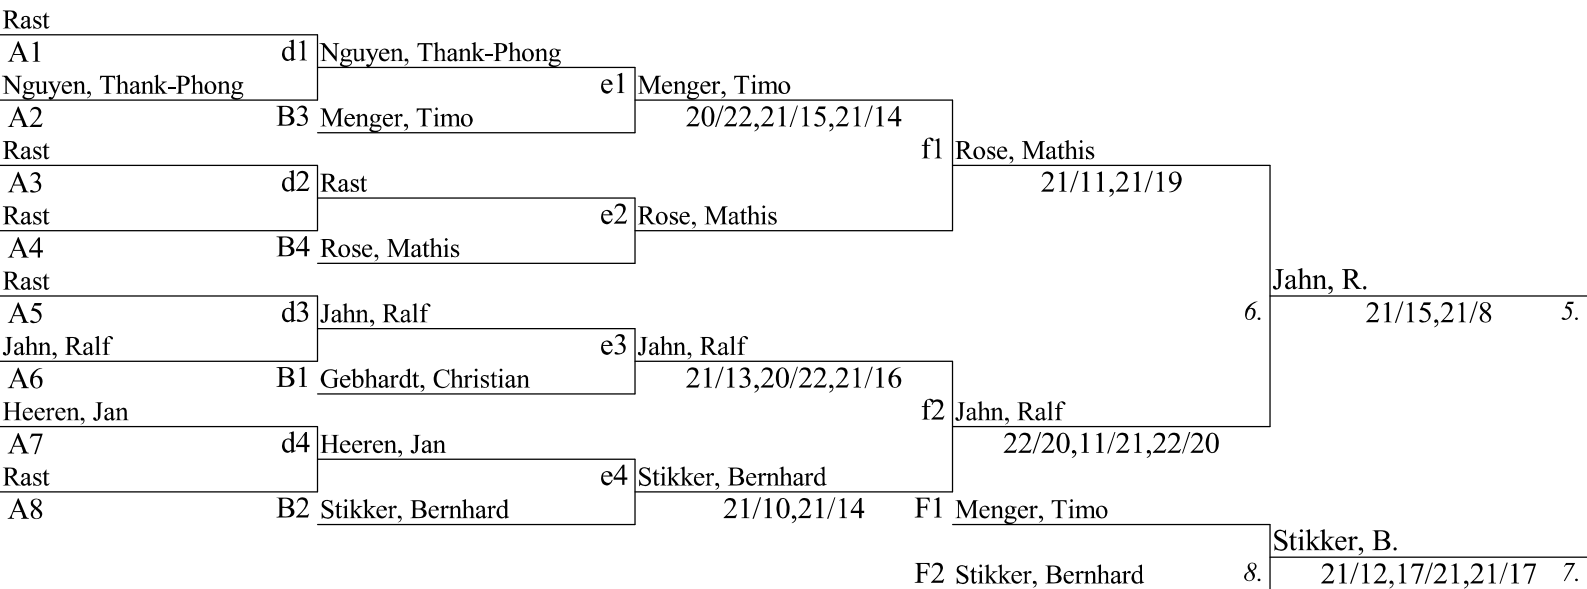 Rast
A1 d1 Nguyen, Thank-Phong
Nguyen, Thank-Phong e1 Menger, Timo
A2 B3 Menger, Timo 20/22,21/15,21/14
Rast f1 Rose, Mathis
A3 d2 Rast 21/11,21/19
Rast e2 Rose, Mathis
A4 B4 Rose, Mathis
Rast Jahn, R.
A5 d3 Jahn, Ralf 6. 21/15,21/8 5.
Jahn, Ralf e3 Jahn, Ralf
A6 B1 Gebhardt, Christian 21/13,20/22,21/16
Heeren, Jan f2 Jahn, Ralf
A7 d4 Heeren, Jan 22/20,11/21,22/20
Rast e4 Stikker, Bernhard
A8 B2 Stikker, Bernhard 21/10,21/14 F1 Menger, Timo
Stikker, B.
F2 Stikker, Bernhard 8. 21/12,17/21,21/17 7.